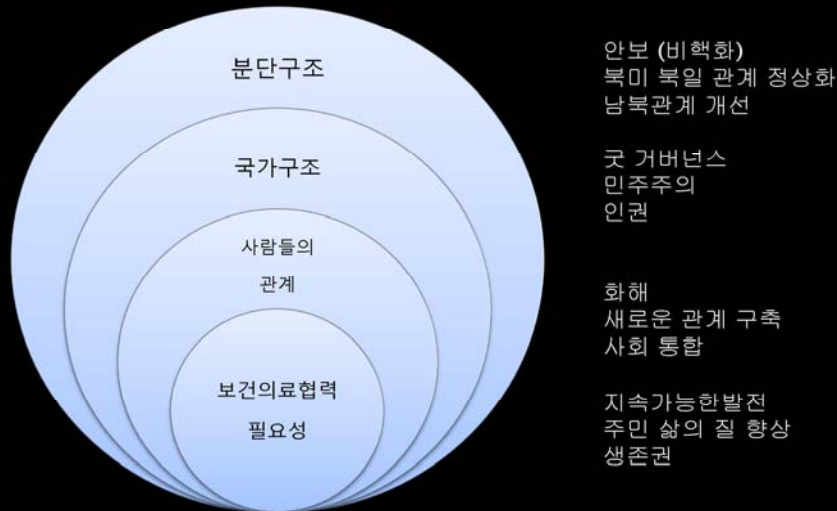 분단구조
국가구조
사람들의
관계
보건의료협력
필요성
안보 (비핵화)
북미 북일 관계 정상화
남북관계 개선
굿 거버넌스
민주주의
인권
화해
새로운 관계 구축
사회 통합
지속가능한발전
주민 삶의 질 향상
생존권